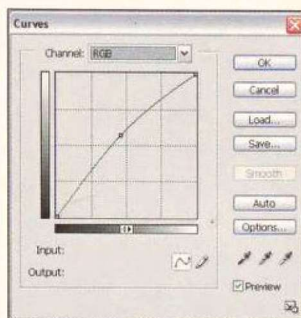 Curves
Channel: RGB
OK
Cancel
Load...
Save...
Smooth
Auto
Options...
Input:
Output:
Preview